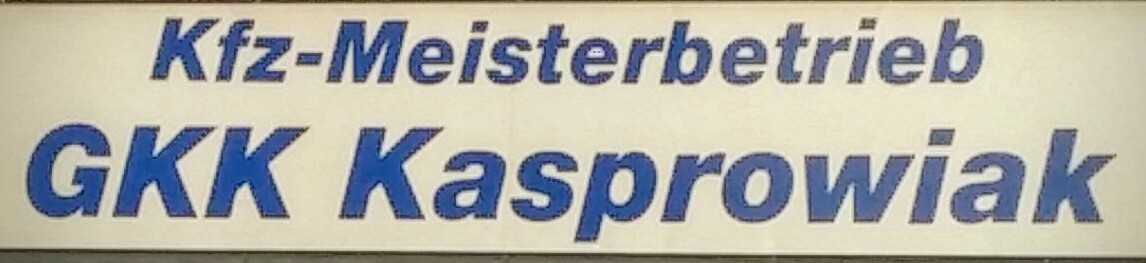 Kfz-Meisterbetrieb
GKK Kasprowiak